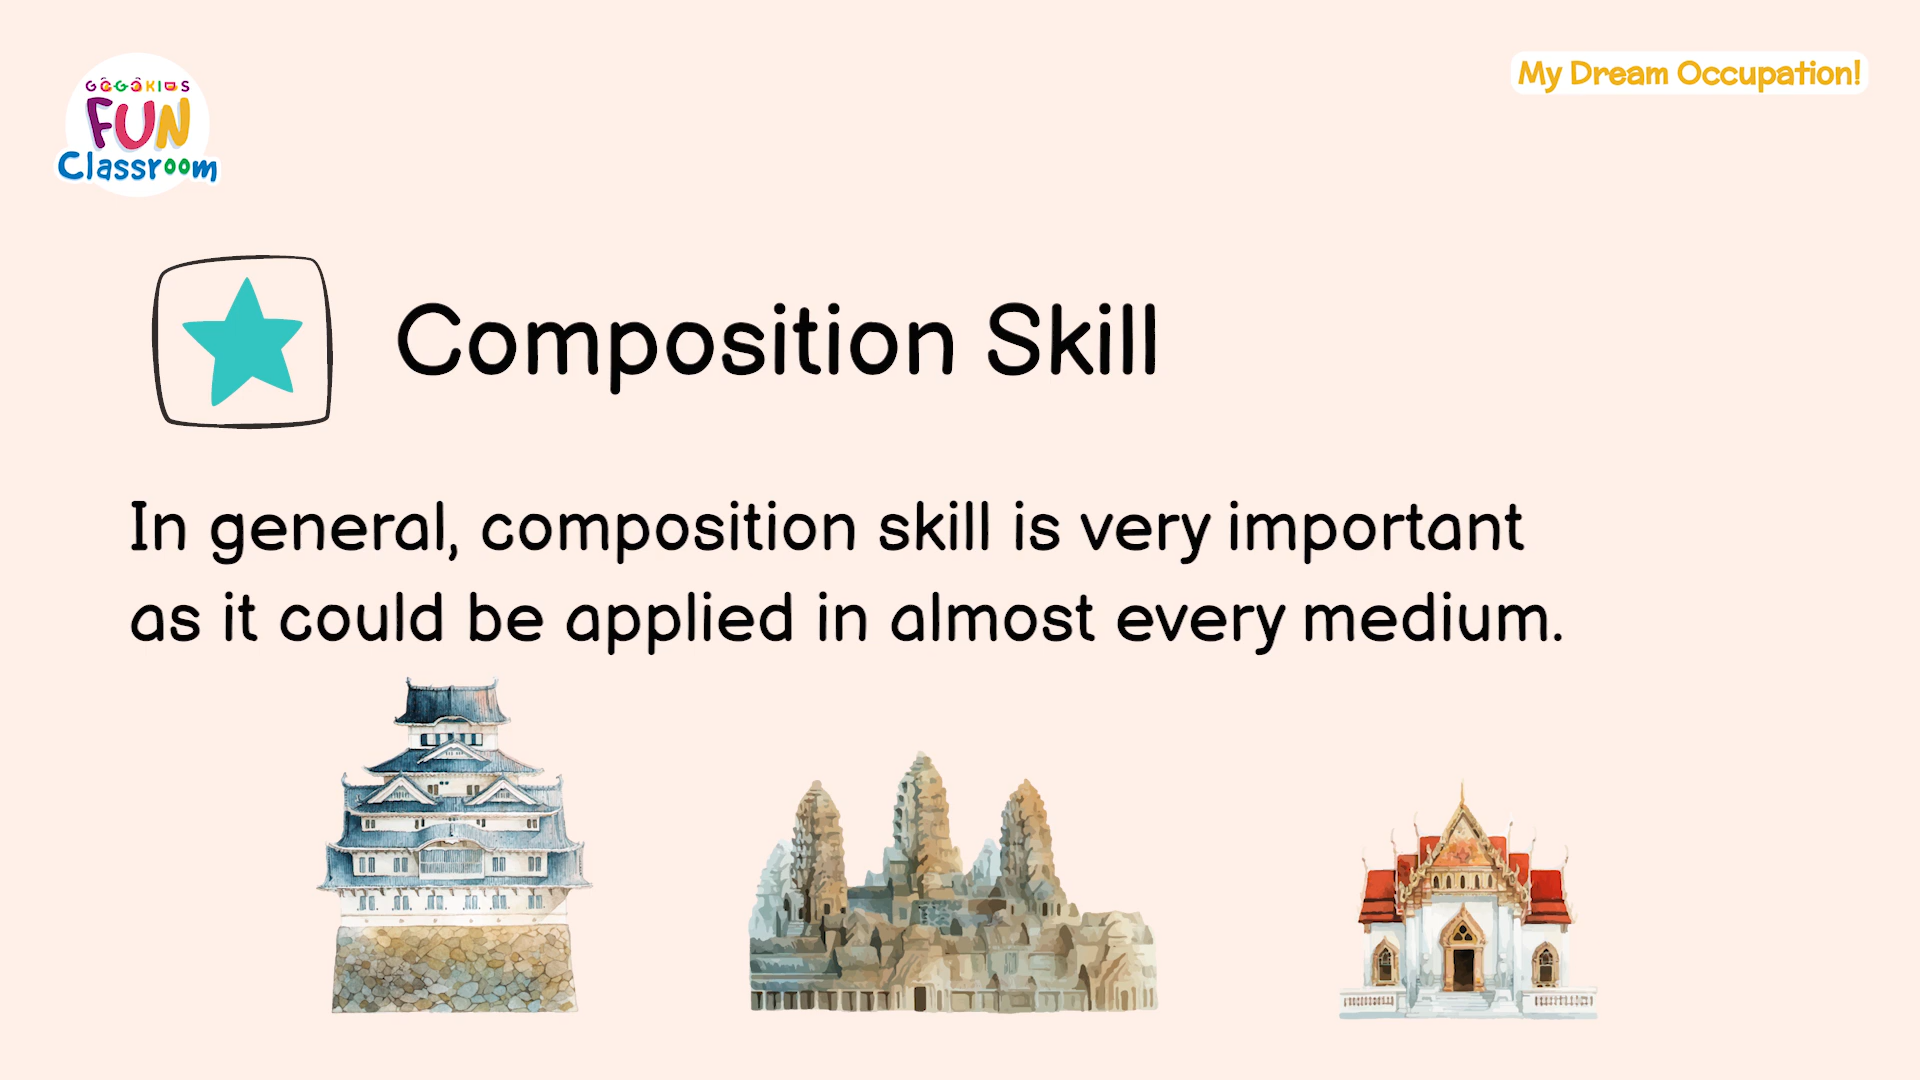 GOGOKIDS
FUN
Classroom
My Dream Occupation!
Composition Skill
In general, composition skill is very important
as it could be applied in almost every medium.